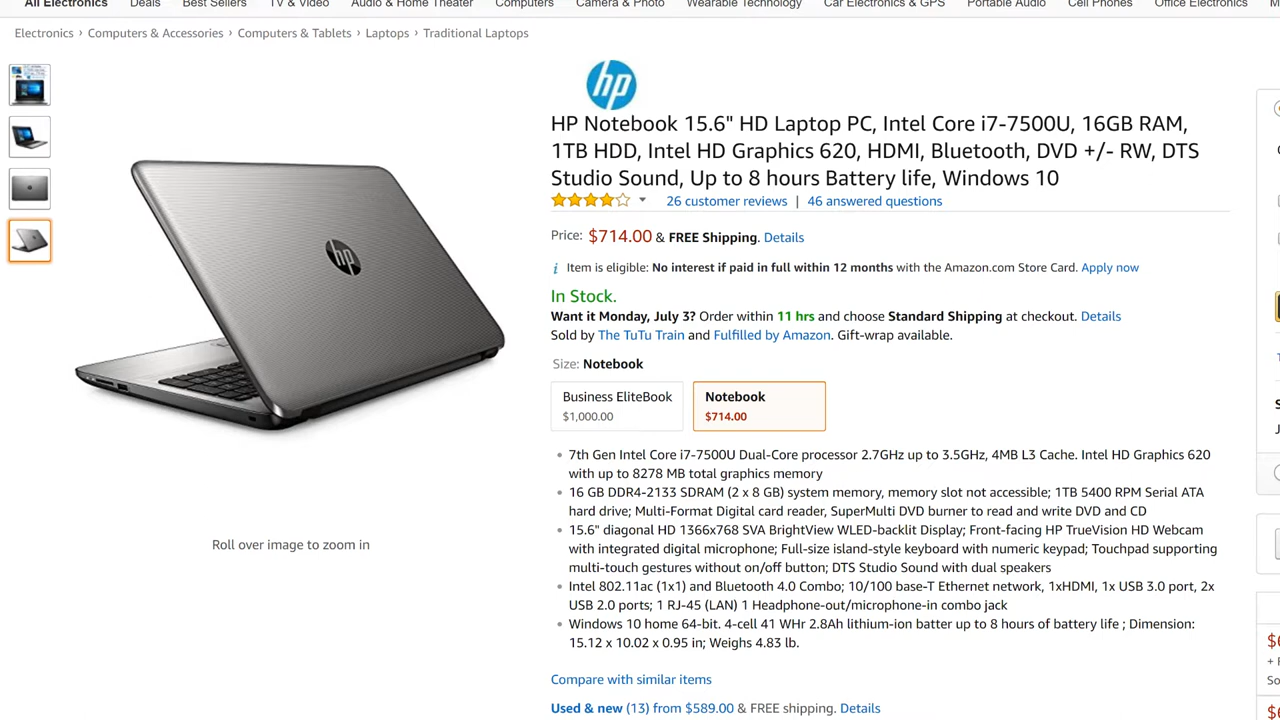 All Electronics Deals Best Sellers TV & Video Audio & Home Theater Computers Camera & Photo Wearable Technology Car Electronics & GPS Portable Audio Cell Phones Office Electronics
Electronics › Computers & Accessories › Computers & Tablets › Laptops › Traditional Laptops
hp
HP Notebook 15.6" HD Laptop PC, Intel Core i7-7500U, 16GB RAM,
1TB HDD, Intel HD Graphics 620, HDMI, Bluetooth, DVD +/- RW, DTS
Studio Sound, Up to 8 hours Battery life, Windows 10
26 customer reviews | 46 answered questions
Price: $714.00 & FREE Shipping. Details
Item is eligible: No interest if paid in full within 12 months with the Amazon.com Store Card. Apply now
In Stock.
Want it Monday, July 3? Order within 11 hrs and choose Standard Shipping at checkout. Details
Sold by The TuTu Train and Fulfilled by Amazon. Gift-wrap available.
Size: Notebook
Business EliteBook
$1,000.00
Notebook
$714.00
• 7th Gen Intel Core i7-7500U Dual-Core processor 2.7GHz up to 3.5GHz, 4MB L3 Cache. Intel HD Graphics 620
with up to 8278 MB total graphics memory
• 16 GB DDR4-2133 SDRAM (2 x 8 GB) system memory, memory slot not accessible; 1TB 5400 RPM Serial ATA
hard drive; Multi-Format Digital card reader, SuperMulti DVD burner to read and write DVD and CD
• 15.6" diagonal HD 1366x768 SVA BrightView WLED-backlit Display; Front-facing HP TrueVision HD Webcam
with integrated digital microphone; Full-size island-style keyboard with numeric keypad; Touchpad supporting
multi-touch gestures without on/off button; DTS Studio Sound with dual speakers
• Intel 802.11ac (1x1) and Bluetooth 4.0 Combo; 10/100 base-T Ethernet network, 1xHDMI, 1x USB 3.0 port, 2x
USB 2.0 ports; 1 RJ-45 (LAN) 1 Headphone-out/microphone-in combo jack
• Windows 10 home 64-bit. 4-cell 41 WHr 2.8Ah lithium-ion batter up to 8 hours of battery life ; Dimension:
15.12 x 10.02 x 0.95 in; Weighs 4.83 lb.
Compare with similar items
Used & new (13) from $589.00 & FREE shipping. Details
hp
Roll over image to zoom in